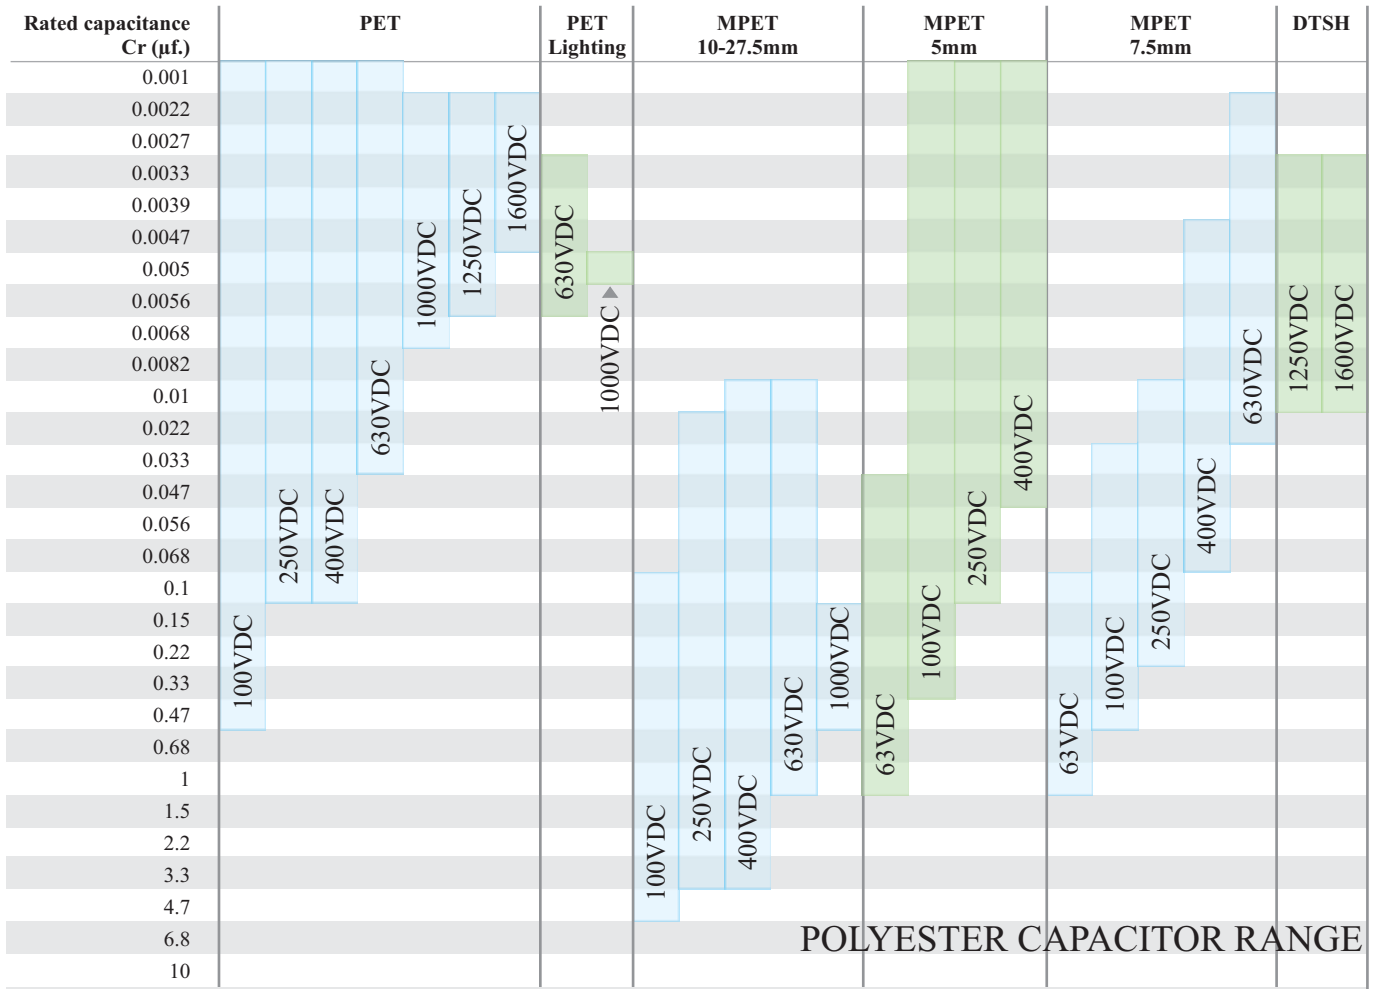 Rated capacitance
Cr (µf.)
PET
PET
Lighting
MPET
10-27.5mm
MPET
5mm
MPET
7.5mm
DTSH
0.001
0.0022
0.0027
0.0033
0.0039
0.0047
0.005
0.0056
0.0068
0.0082
0.01
0.022
0.033
0.047
0.056
0.068
0.1
0.15
0.22
0.33
0.47
0.68
1
1.5
2.2
3.3
4.7
6.8
10
100VDC
250VDC
400VDC
630VDC
1000VDC
1250VDC
1600VDC
630VDC
1000VDC
100VDC
250VDC
400VDC
630VDC
1000VDC
63VDC
100VDC
250VDC
400VDC
63VDC
100VDC
250VDC
400VDC
630VDC
1250VDC
1600VDC
POLYESTER CAPACITOR RANGE